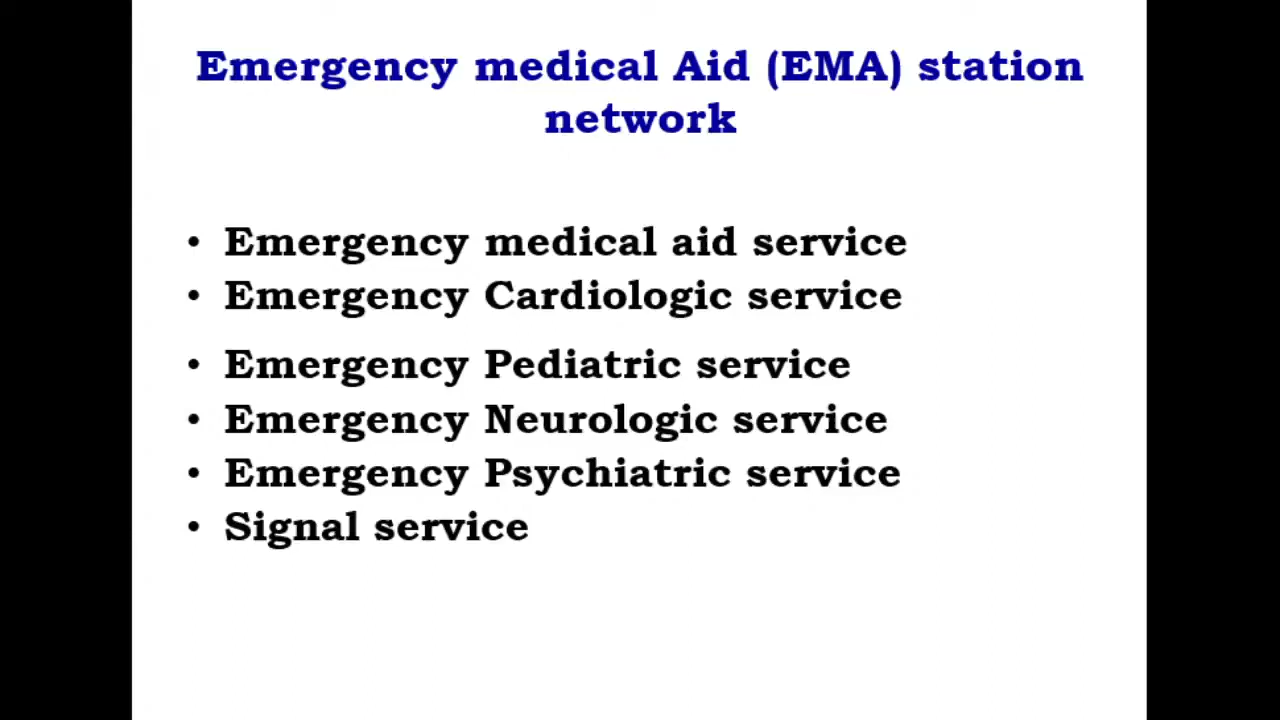 Emergency medical Aid (EMA) station
network
• Emergency medical aid service
• Emergency Cardiologic service
• Emergency Pediatric service
• Emergency Neurologic service
• Emergency Psychiatric service
• Signal service